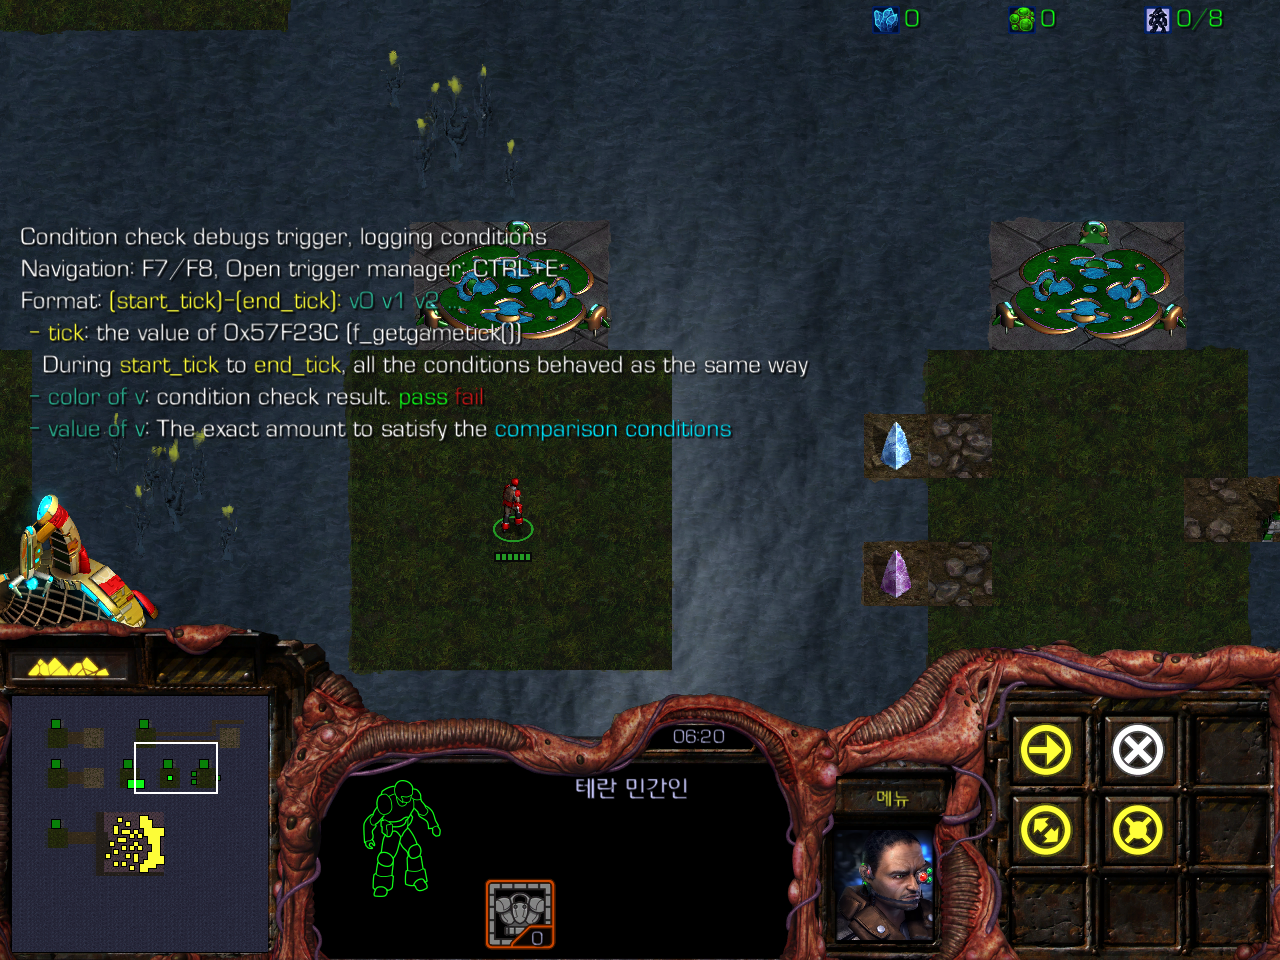 0 0 0/8
Condition check debugs trigger, logging conditions
Navigation: F7/F8, Open trigger manager: CTRL+E
Format: (start_tick)-(end_tick): v0 v1 v2 ...
- tick: the value of 0x57F23C (f_getgametick())
During start_tick to end_tick, all the conditions behaved as the same way
- color of v: condition check result. pass fail
- value of v: The exact amount to satisfy the comparison conditions
06:20
테란 민간인
메뉴
0